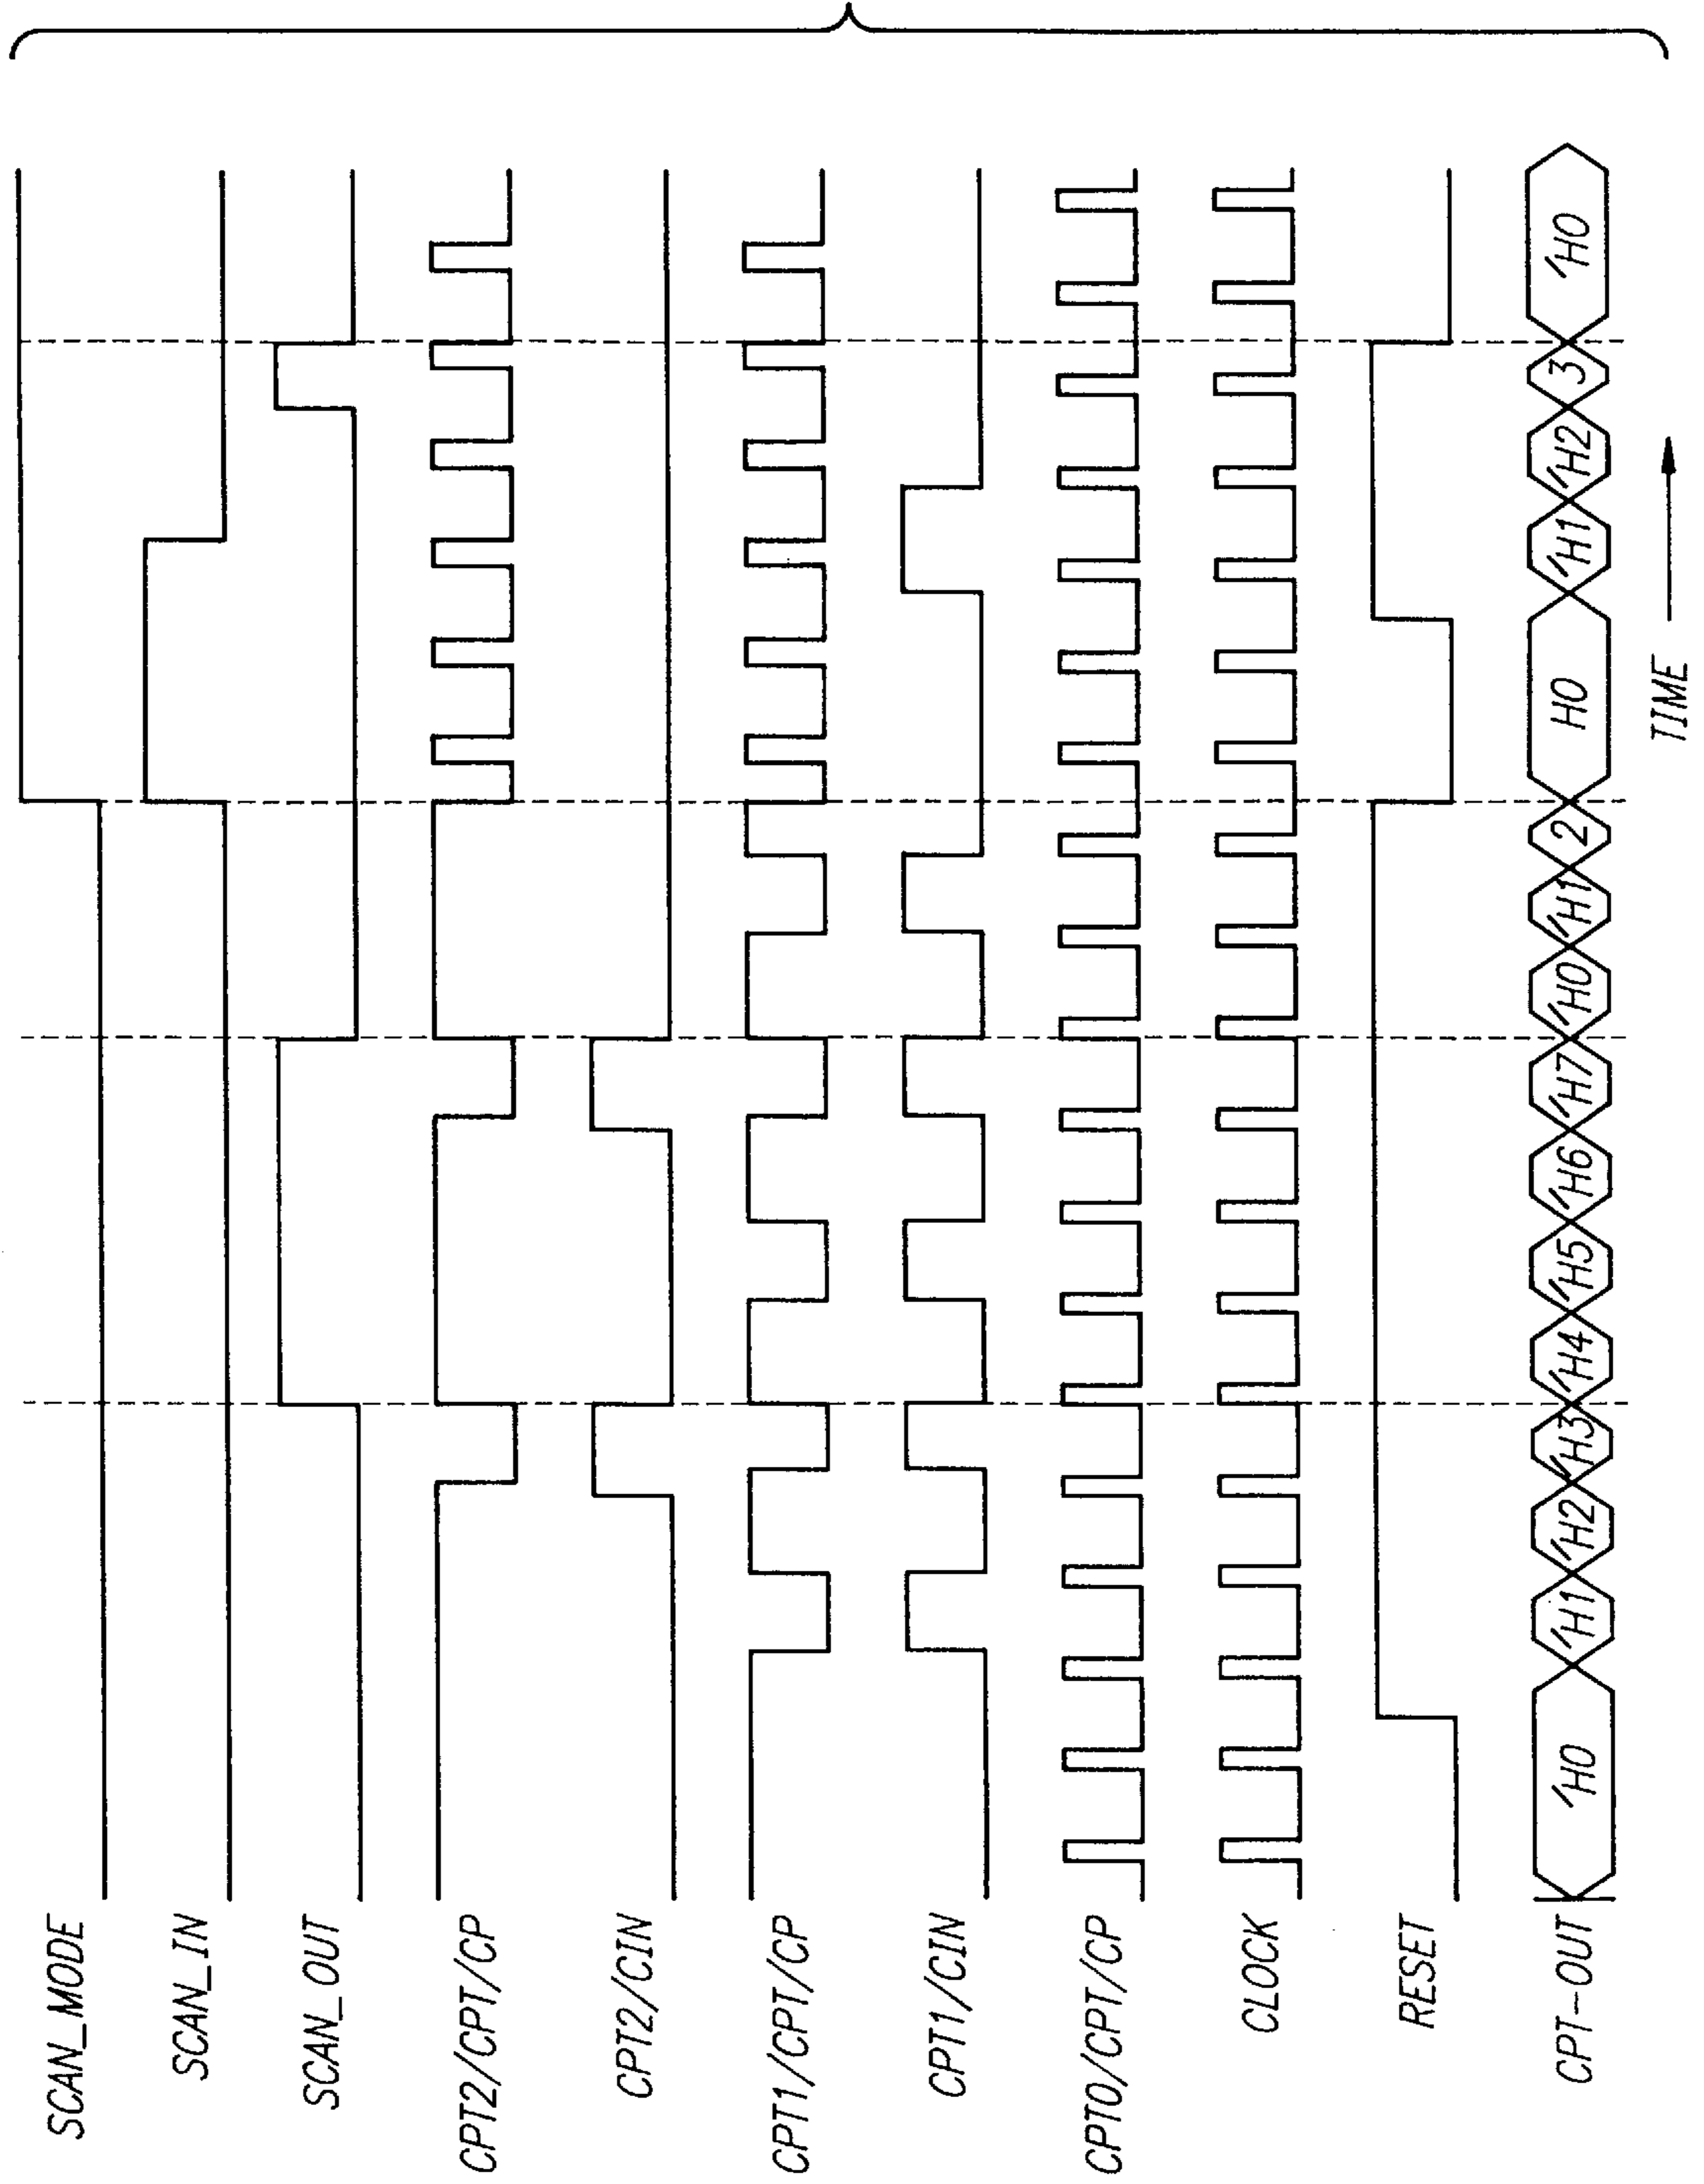 SCAN_MODE
SCAN_IN
SCAN_OUT
CPT2/CPT/CP
CPT2/CIN
CPT1/CPT/CP
CPT1/CIN
CPT0/CPT/CP
CLOCK
RESET
CPT-OUT 'H0 'H1 'H2 'H3 'H4 'H5 'H6 'H7 'H0 'H1 2 H0 'H1 'H2 3 'H0
TIME